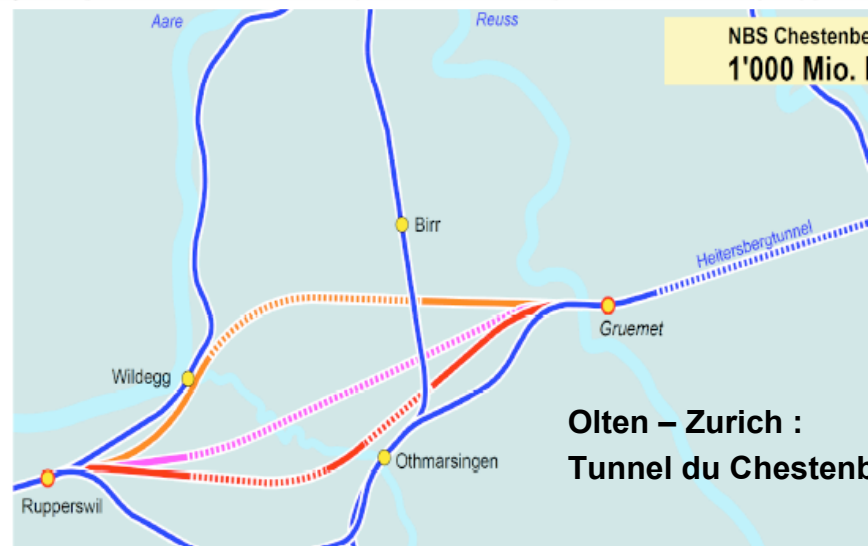 Aare
Reuss
NBS Chestenbe
1'000 Mio.
Birr
Heitersbergtunnel
Gruemet
Wildegg
Olten – Zurich :
Tunnel du Chestenb
Othmarsingen
Rupperswil